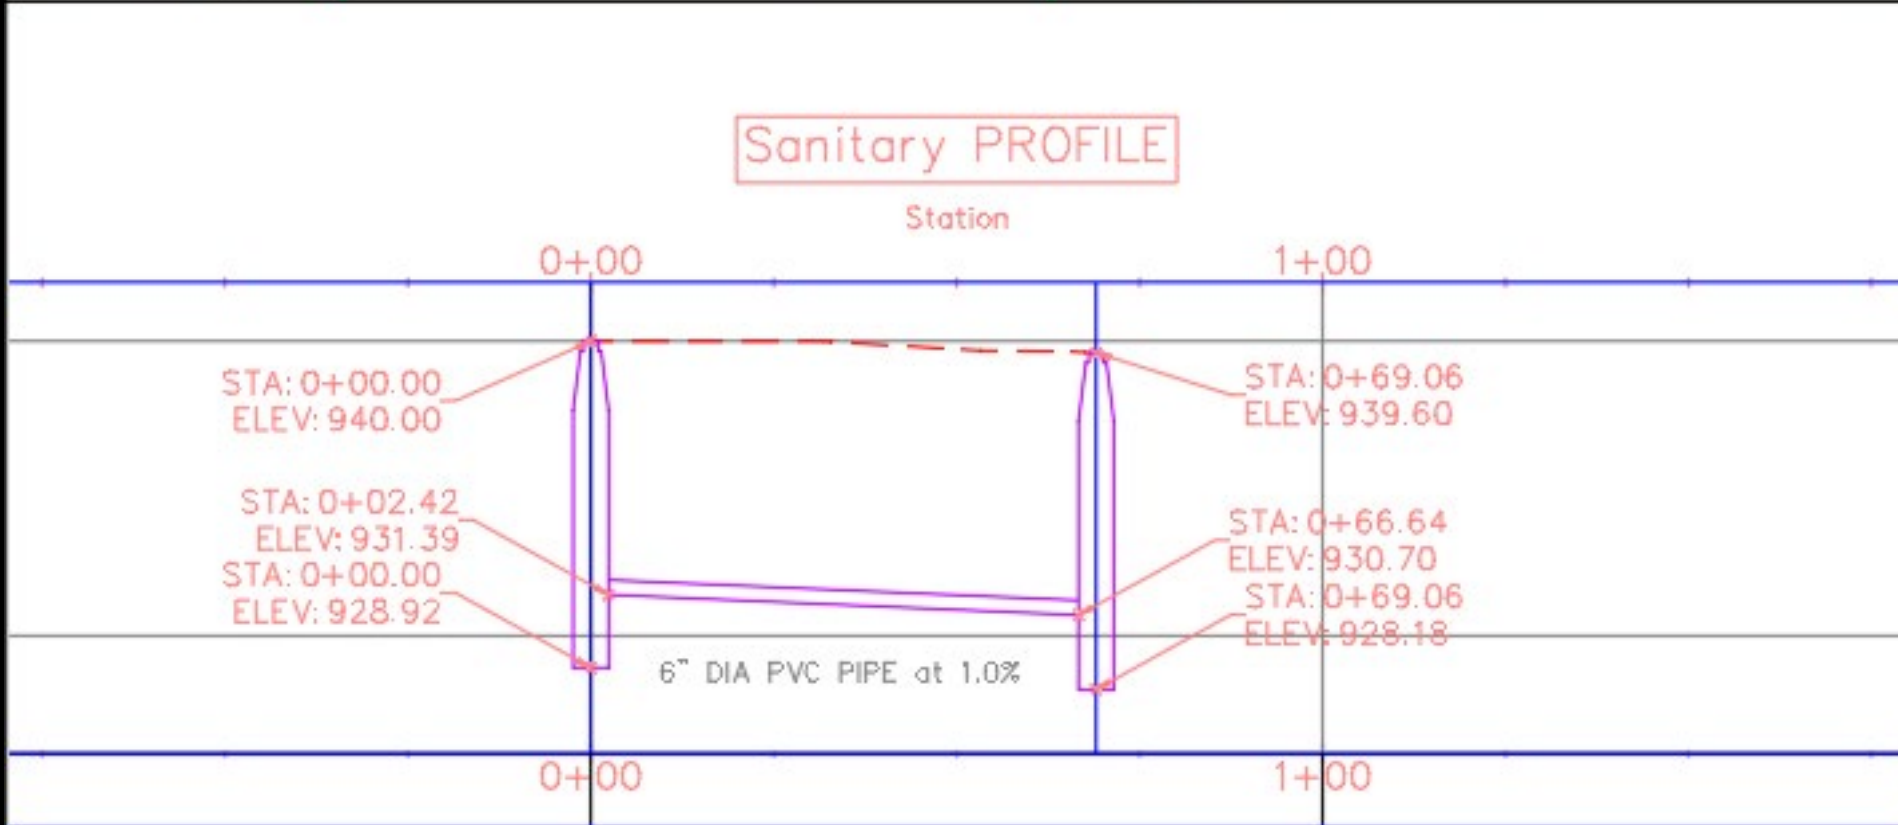 Sanitary PROFILE
Station
0+00
1+00
STA: 0+00.00
ELEV: 940.00
STA: 0+69.06
ELEV: 939.60
STA: 0+02.42
ELEV: 931.39
STA: 0+00.00
ELEV: 928.92
STA: 0+66.64
ELEV: 930.70
STA: 0+69.06
ELEV: 928.18
6" DIA PVC PIPE at 1.0%
0+00
1+00